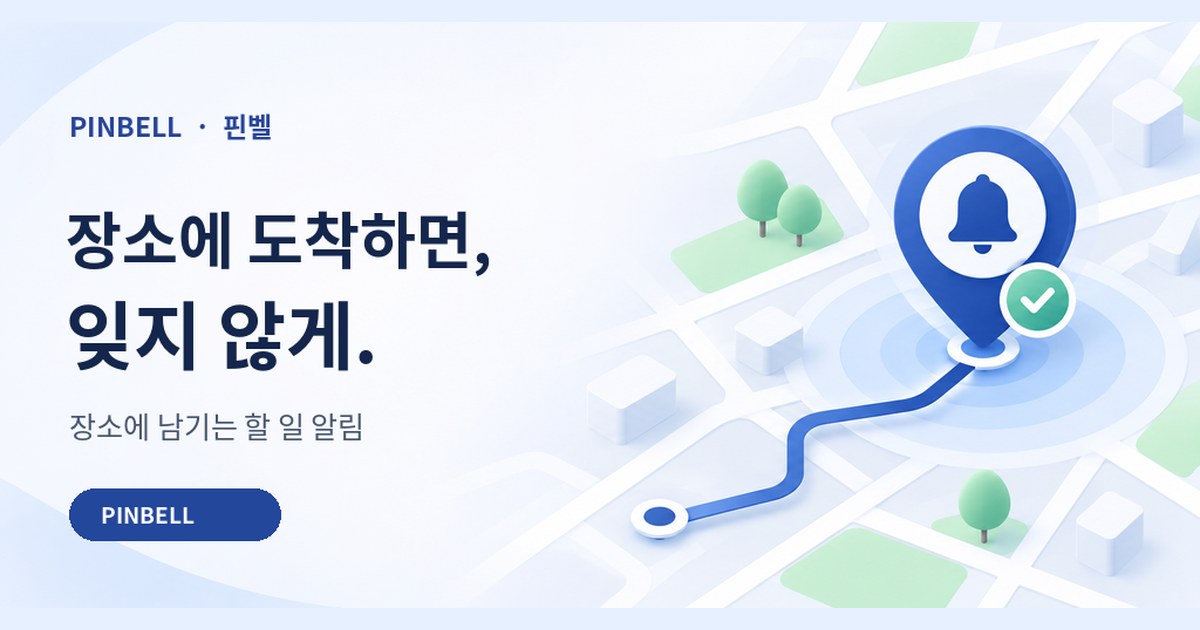 PINBELL · 핀벨
장소에 도착하면,
잊지 않게.
장소에 남기는 할 일 알림
PINBELL